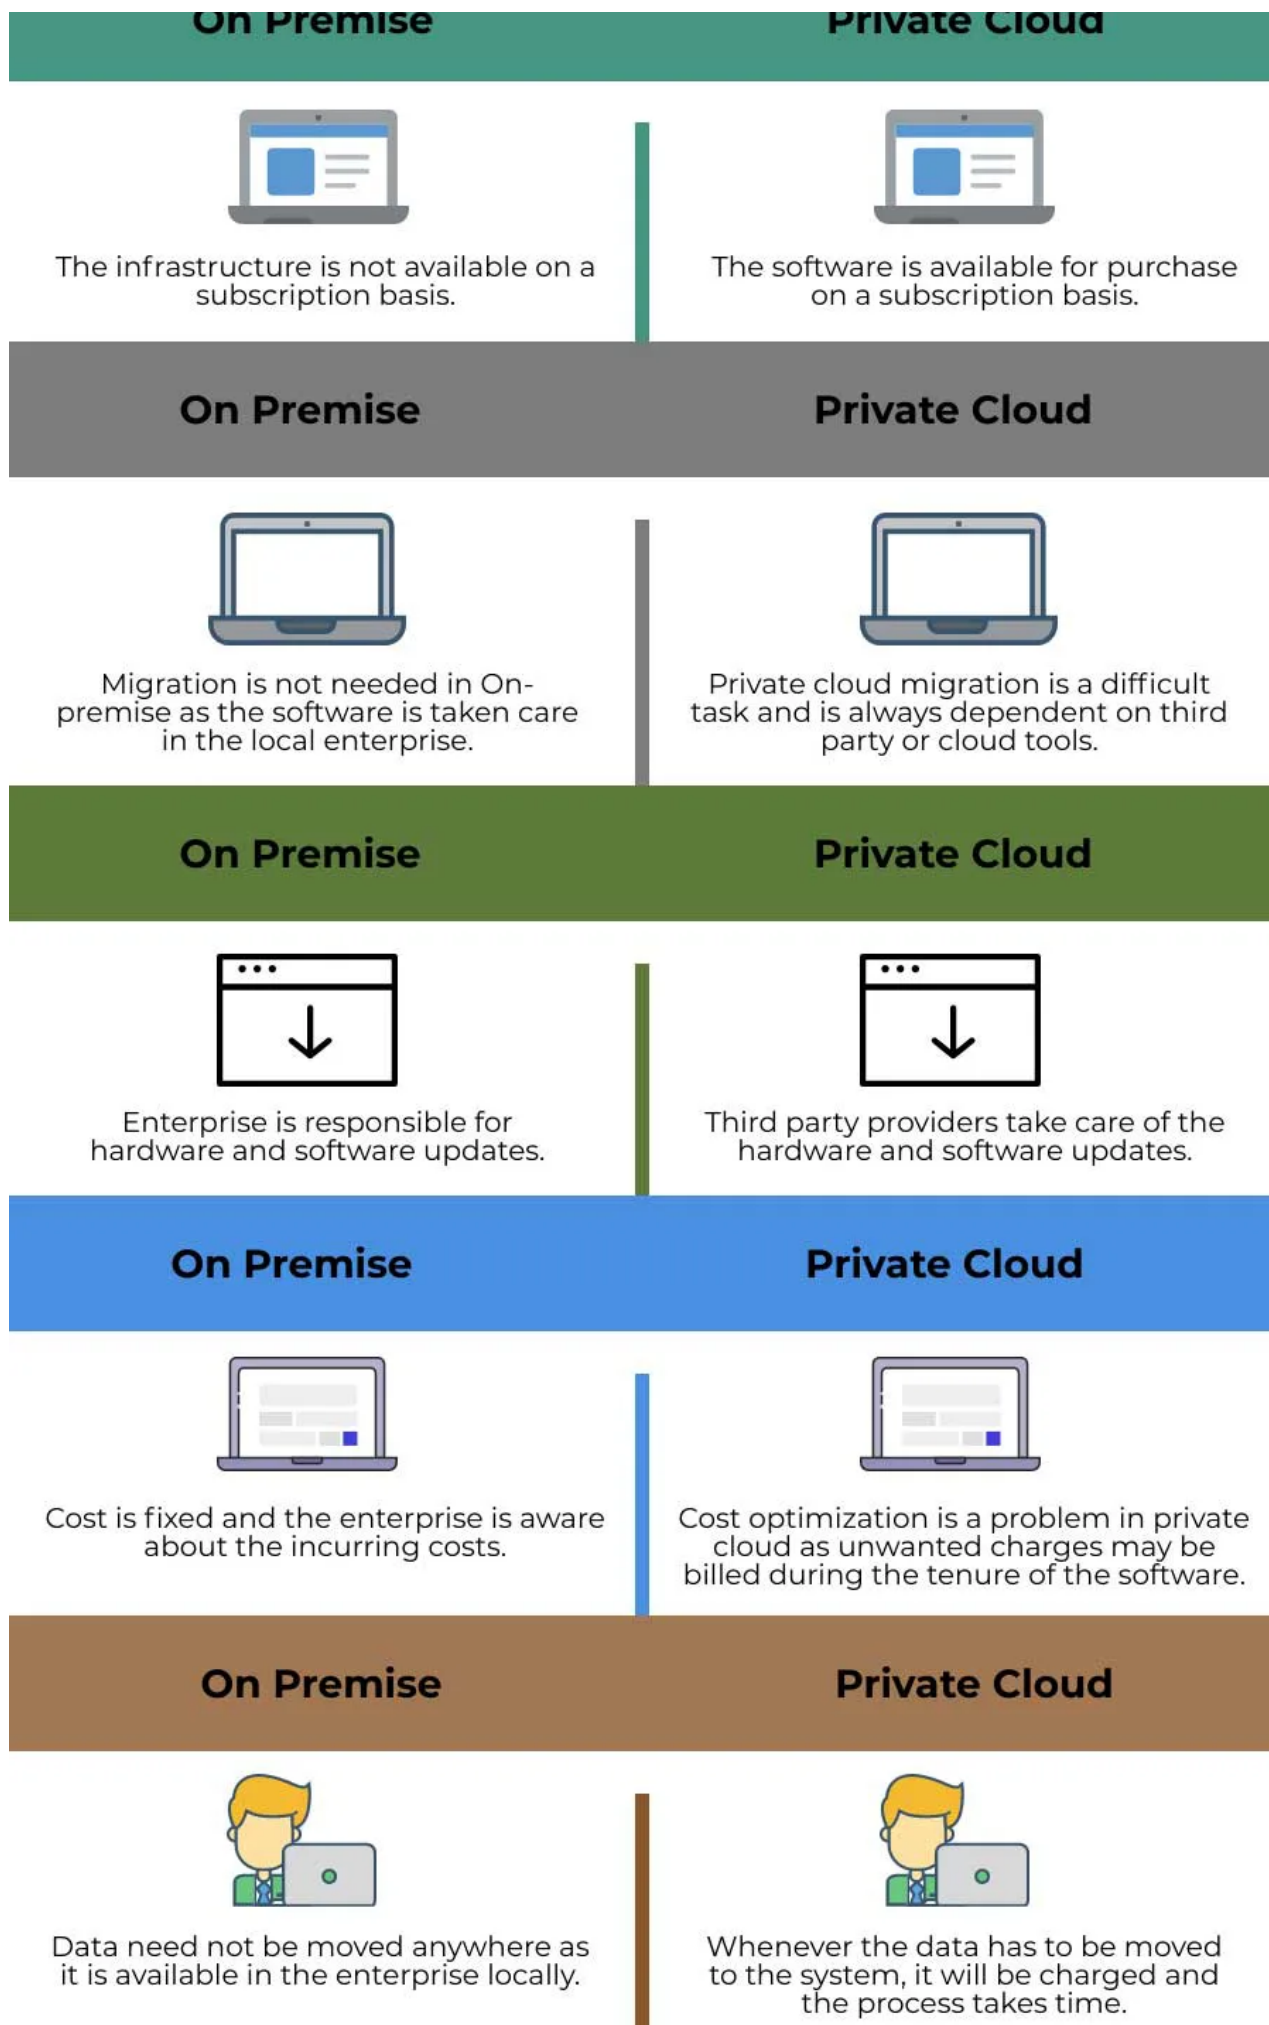 On Premise
Private Cloud
The infrastructure is not available on a
subscription basis.
The software is available for purchase
on a subscription basis.
On Premise
Private Cloud
Migration is not needed in On-
premise as the software is taken care
in the local enterprise.
Private cloud migration is a difficult
task and is always dependent on third
party or cloud tools.
On Premise
Private Cloud
Enterprise is responsible for
hardware and software updates.
Third party providers take care of the
hardware and software updates.
On Premise
Private Cloud
Cost is fixed and the enterprise is aware
about the incurring costs.
Cost optimization is a problem in private
cloud as unwanted charges may be
billed during the tenure of the software.
On Premise
Private Cloud
Data need not be moved anywhere as
it is available in the enterprise locally.
Whenever the data has to be moved
to the system, it will be charged and
the process takes time.